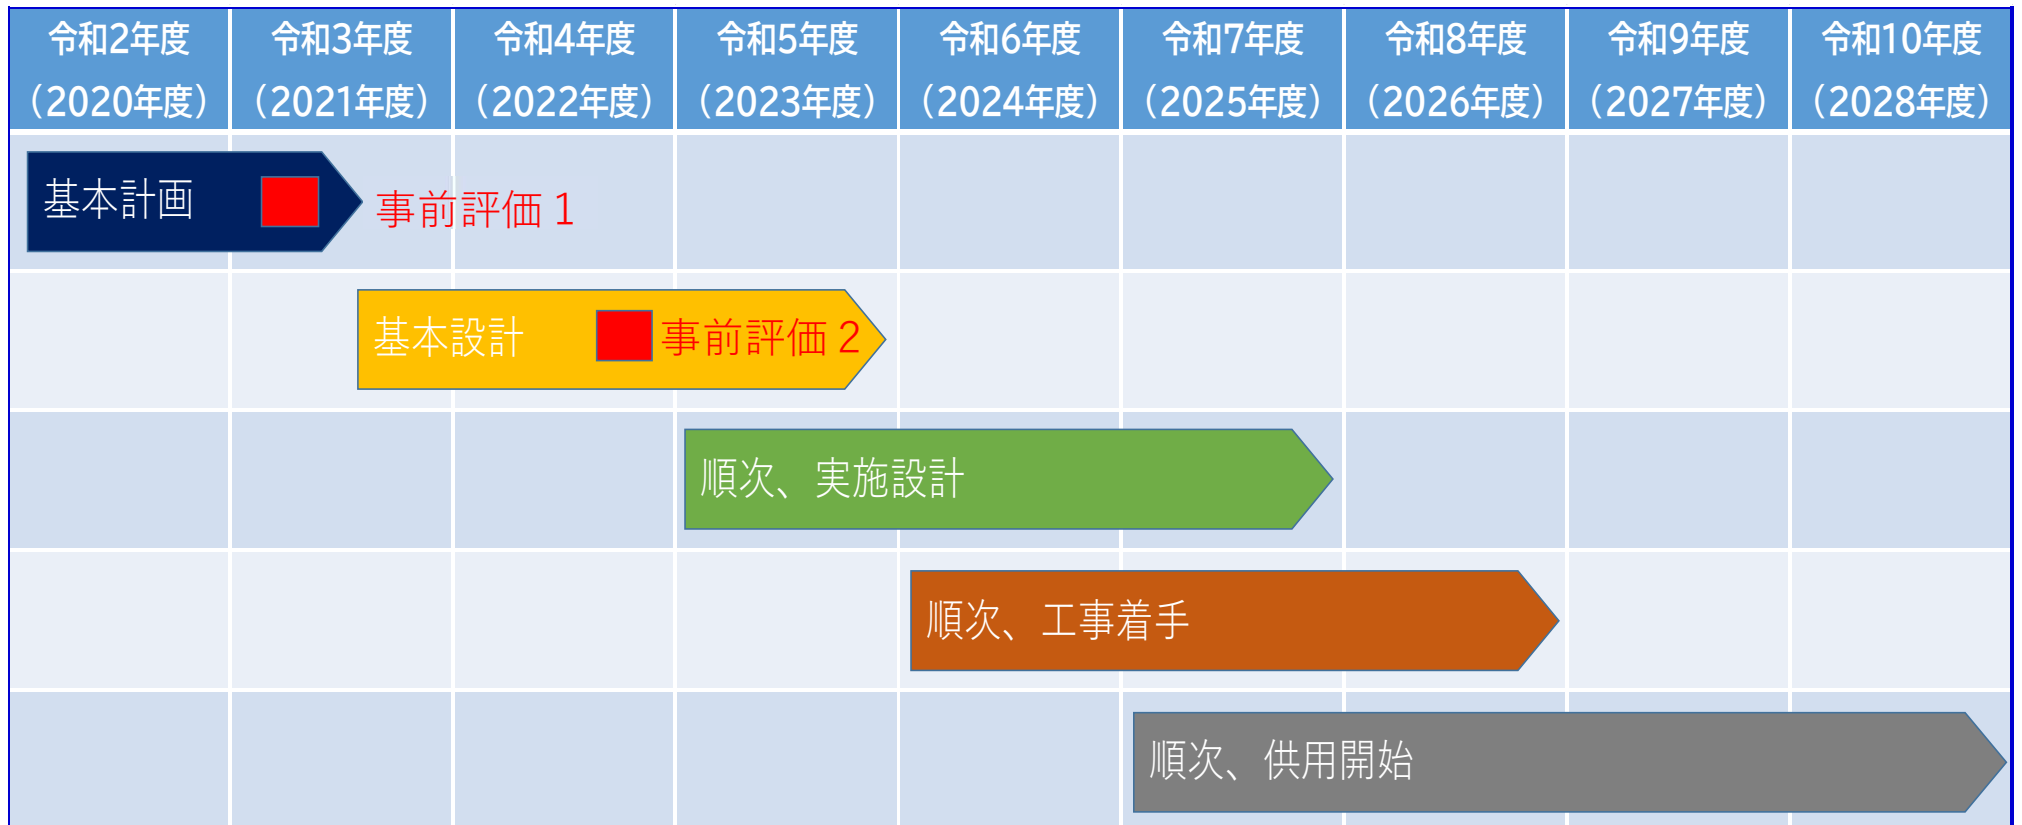 令和2年度
（2020年度）
令和3年度
（2021年度）
令和4年度
（2022年度）
令和5年度
（2023年度）
令和6年度
（2024年度）
令和7年度
（2025年度）
令和8年度
（2026年度）
令和9年度
（2027年度）
令和10年度
（2028年度）
基本計画
事前評価１
基本設計
事前評価２
順次、実施設計
順次、工事着手
順次、供用開始